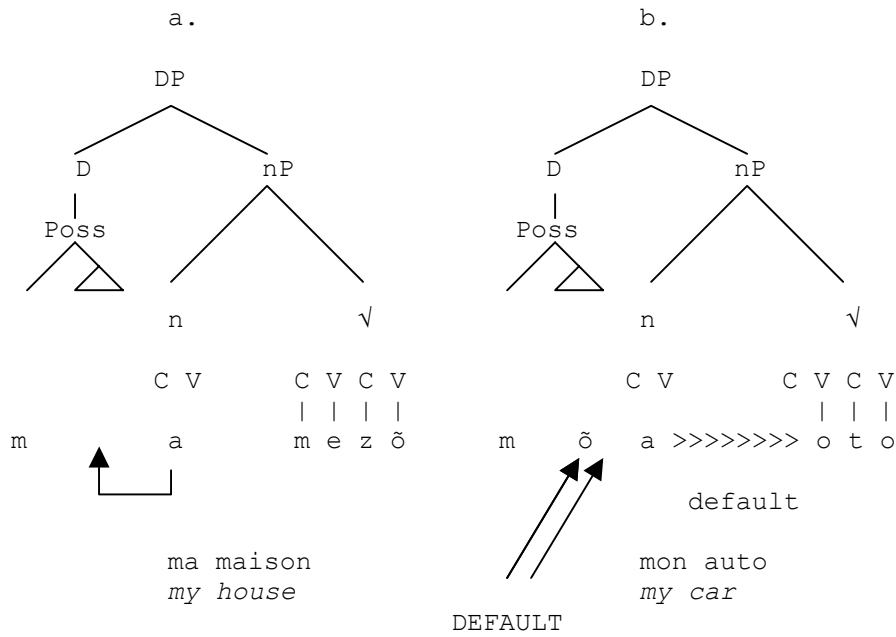 a. b.
DP DP
D nP D nP
Poss Poss
n √ n √
C V C V C V C V C V C V
| | | | | | |
m a m e z õ m õ a >>>>>>>> o t o
default
ma maison mon auto
my house my car
DEFAULT